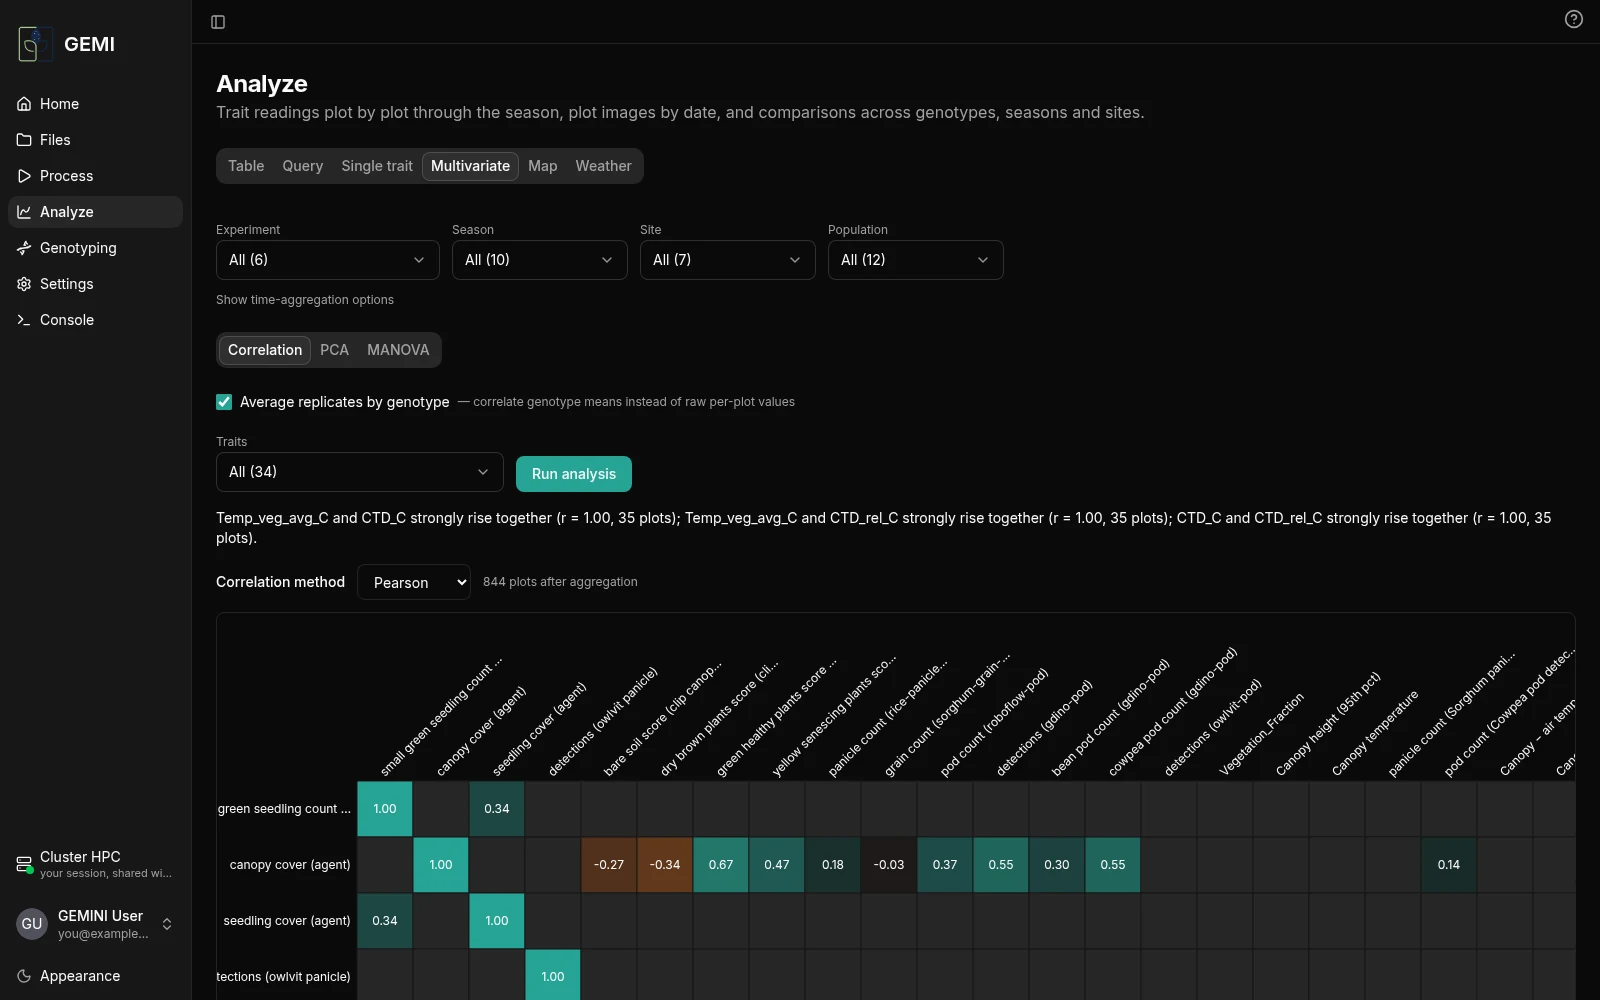 GEMI
Home
Files
Process
Analyze
Genotyping
Settings
Console
Cluster HPC
your session, shared wi...
GU
GEMINI User
you@example...
Appearance
Analyze
Trait readings plot by plot through the season, plot images by date, and comparisons across genotypes, seasons and sites.
Table Query Single trait Multivariate Map Weather
Experiment Season Site Population
All (6) All (10) All (7) All (12)
Show time-aggregation options
Correlation PCA MANOVA
Average replicates by genotype — correlate genotype means instead of raw per-plot values
Traits
All (34)
Run analysis
Temp_veg_avg_C and CTD_C strongly rise together (r = 1.00, 35 plots); Temp_veg_avg_C and CTD_rel_C strongly rise together (r = 1.00, 35 plots); CTD_C and CTD_rel_C strongly rise together (r = 1.00, 35
plots).
Correlation method Pearson 844 plots after aggregation
small green seedling count ...
canopy cover (agent)
seedling cover (agent)
detections (owlvit panicle)
bare soil score (clip canop...
dry brown plants score (cli...
green healthy plants score ...
yellow senescing plants sco...
panicle count (rice-panicle...
grain count (sorghum-grain-...
pod count (roboflow-pod)
detections (gdino-pod)
bean pod count (gdino-pod)
cowpea pod count (gdino-pod)
detections (owlvit-pod)
Vegetation_Fraction
Canopy height (95th pct)
Canopy temperature
panicle count (Sorghum pani...
pod count (Cowpea pod detec...
Canopy − air temp
Can
green seedling count ... 1.00 0.34
canopy cover (agent) 1.00 -0.27 -0.34 0.67 0.47 0.18 -0.03 0.37 0.55 0.30 0.55 0.14
seedling cover (agent) 0.34 1.00
tections (owlvit panicle) 1.00